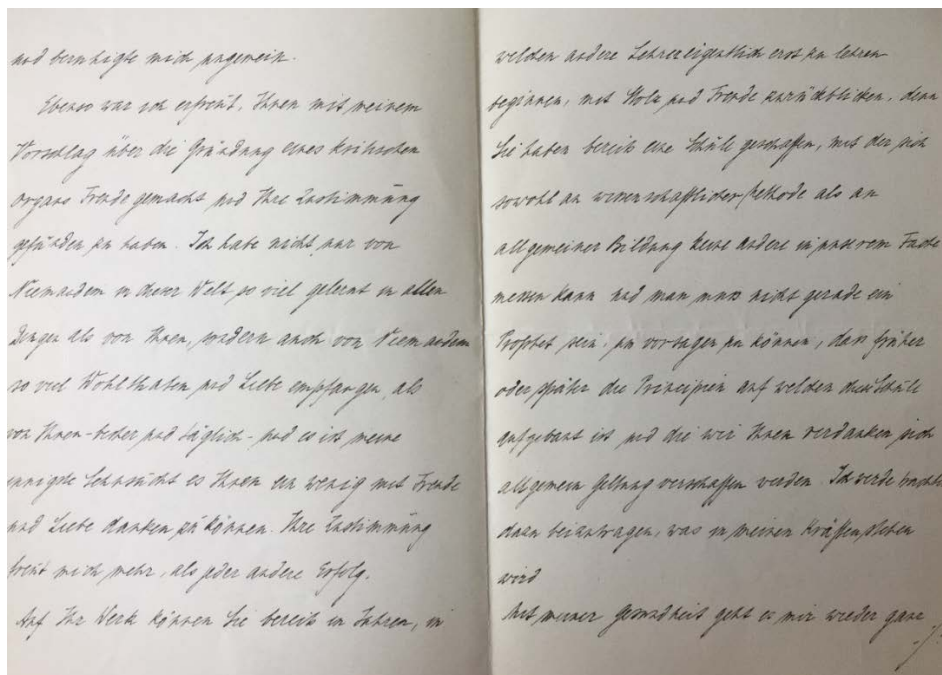 und beruhigte mich ungemein.
Ebenso war ich erfreut, Ihnen mit meinem
Vorschlag über die Gründung eines kritischen
Organs Freude gemacht und Ihre Zustimmung
gefunden zu haben. Ich habe nicht nur von
Niemandem in dieser Welt so viel gelernt in allen
Dingen als von Ihnen, sondern auch von Niemandem
so viel Wohlthaten und Liebe empfangen, als
von Ihnen - bisher und täglich - und es ist meine
innigste Sehnsucht es Ihnen ein wenig mit Freude
und Liebe danken zu können. Ihre Zustimmung
freut mich mehr, als jeder andere Erfolg.
Auf Ihr Werk können Sie bereits in Jahren, in
welchen andere Lehrer eigentlich erst zu lehren
beginnen, mit Stolz und Freude zurückblicken, denn
Sie haben bereits eine Schule geschaffen, mit der sich
sowohl an wissenschaftlicher Methode als an
allgemeiner Bildung keine andere in unserem Fache
messen kann und man muss nicht gerade ein
Prophet sein, um vorsagen zu können, dass früher
oder später die Principien auf welchen diese Schule
aufgebaut ist und die wir Ihnen verdanken sich
allgemein Geltung verschaffen werden. Ich werde
dazu beizutragen, was in meinen Kräften stehen
wird
Mit meiner Gesundheit geht es mir wieder ganz